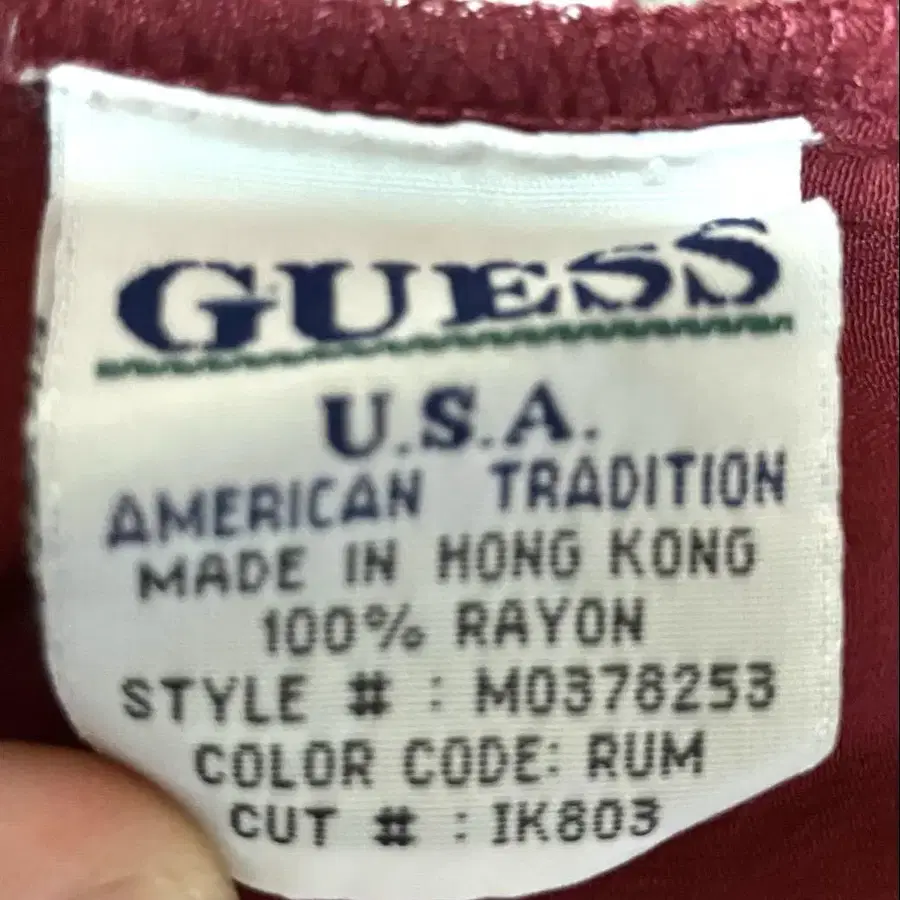 GUESS
U.S.A.
AMERICAN TRADITION
MADE IN HONG KONG
100% RAYON
STYLE # : M0378253
COLOR CODE: RUM
CUT # : IK803